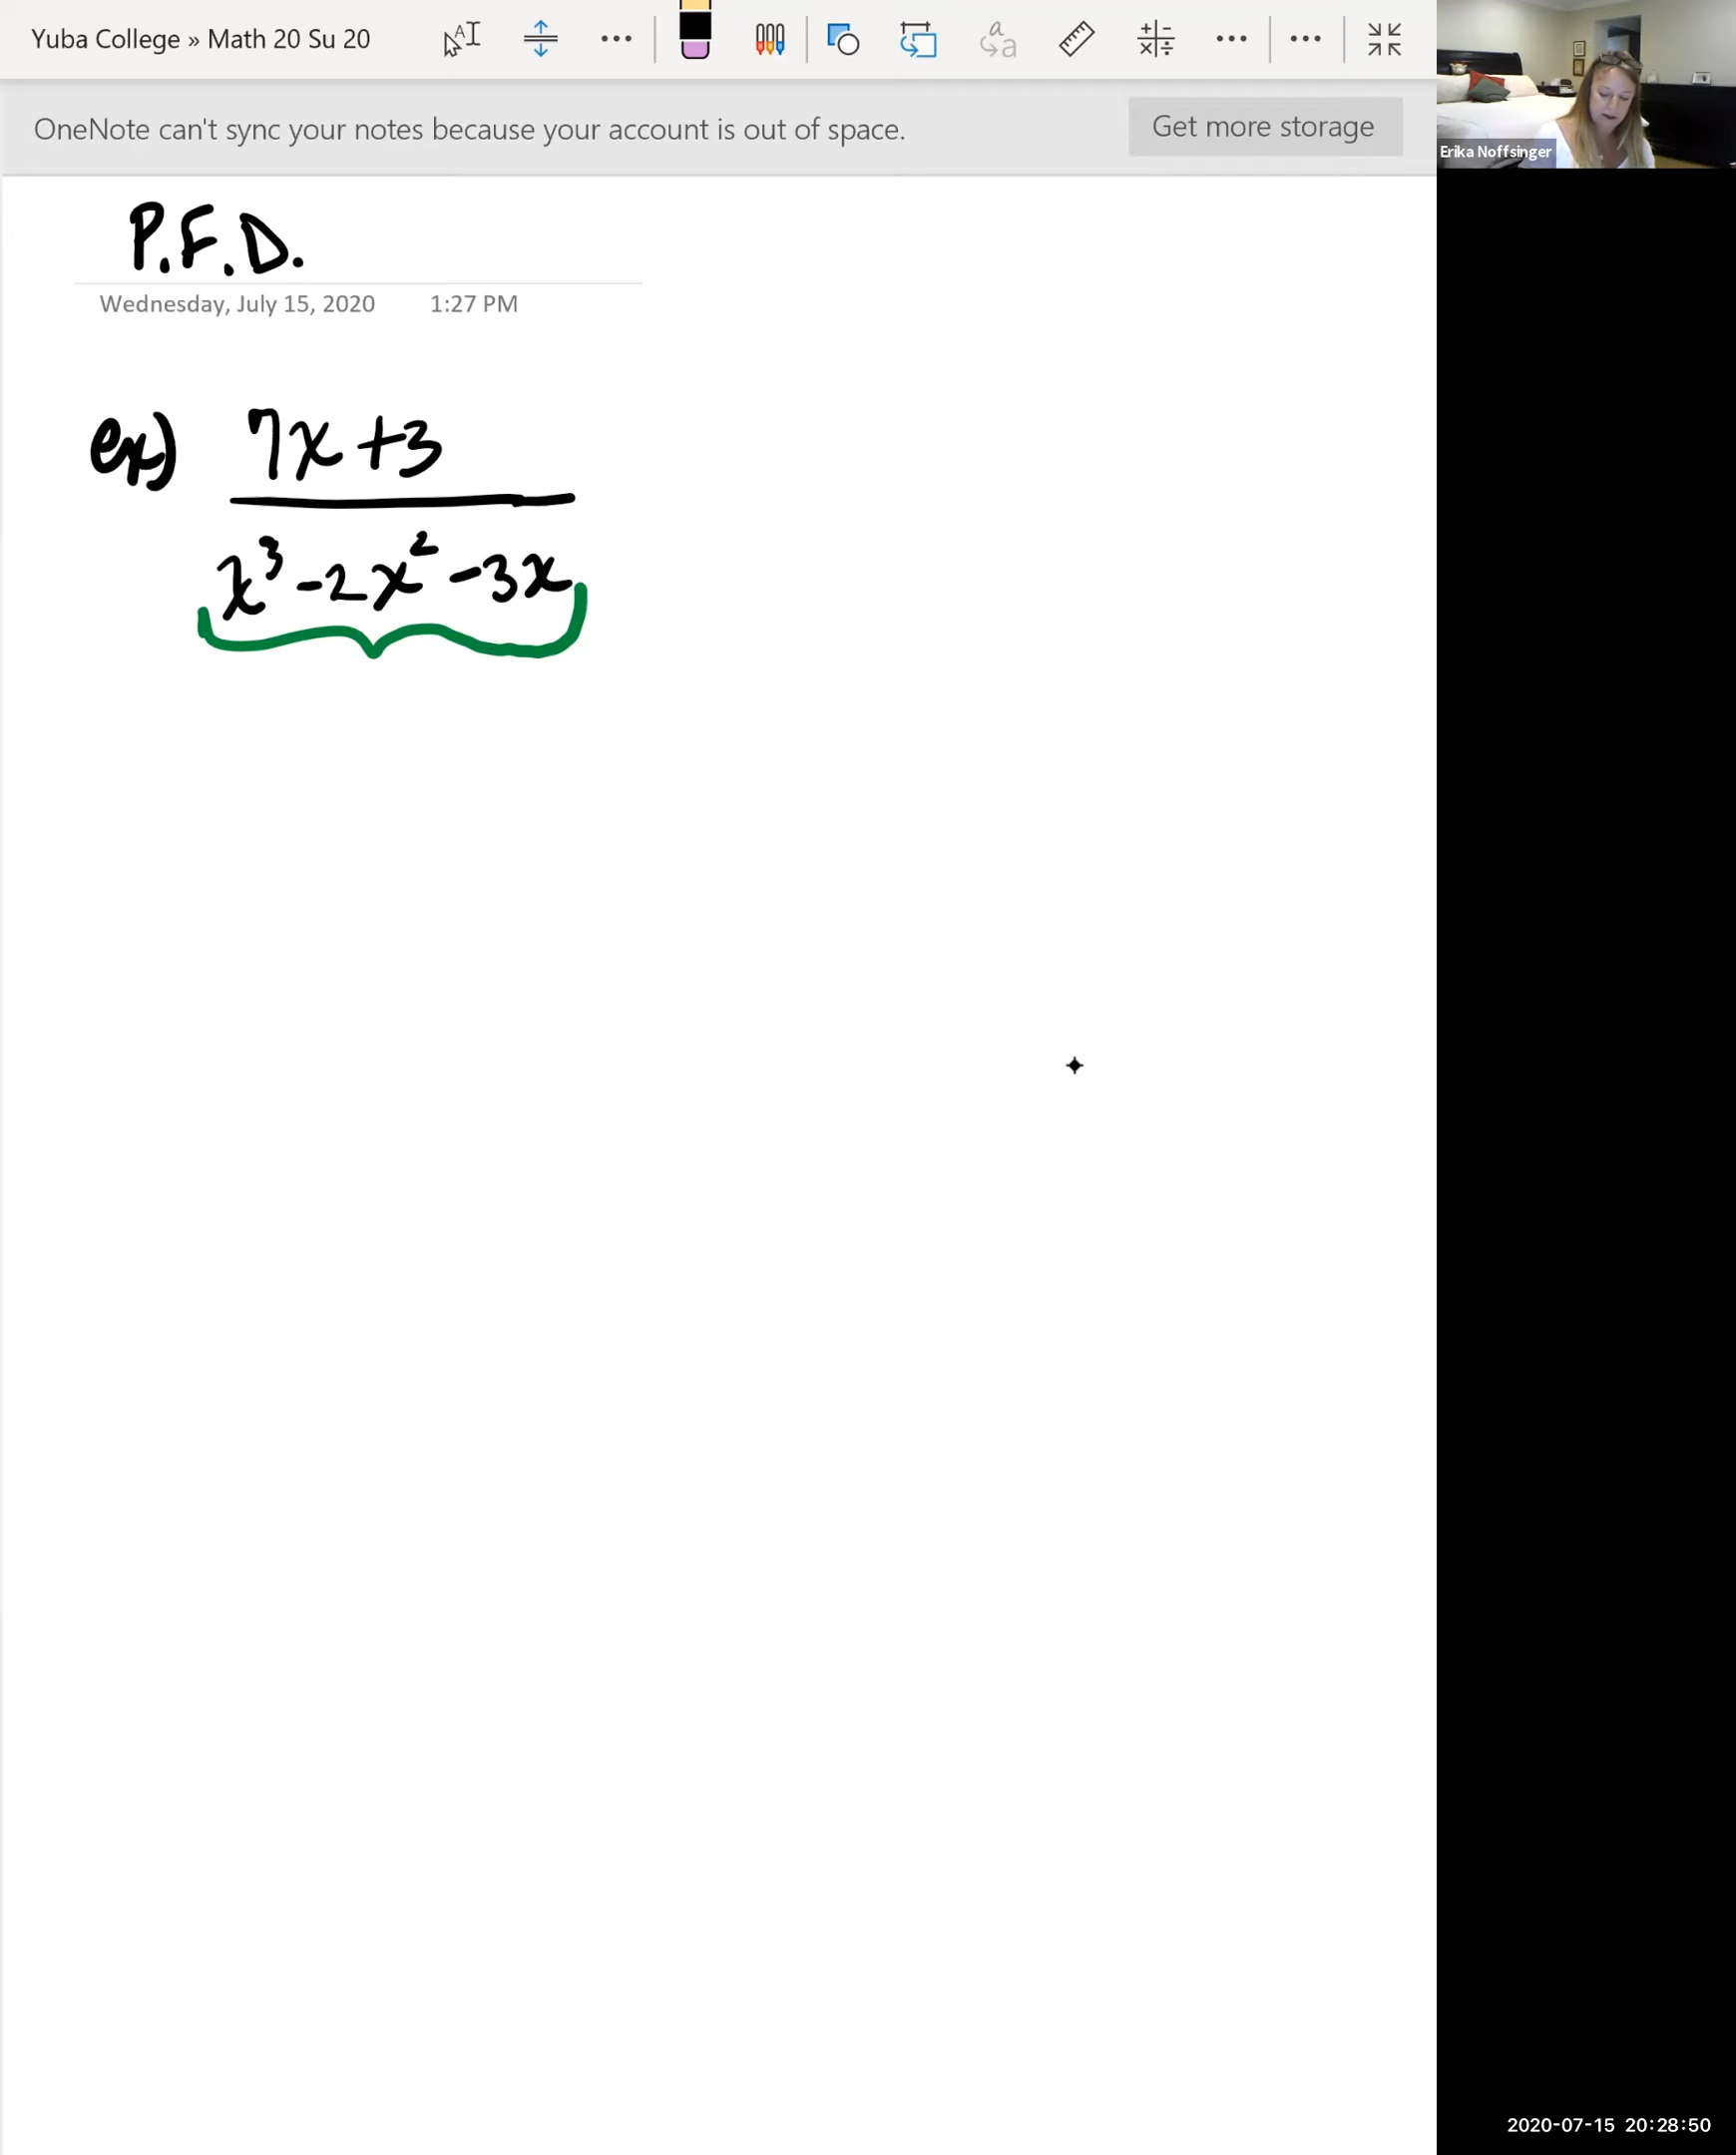 Yuba College » Math 20 Su 20
OneNote can't sync your notes because your account is out of space.
Get more storage
Erika Noffsinger
P.F.D.
Wednesday, July 15, 2020 1:27 PM
ex) 7x+3
x³-2x²-3x
2020-07-15 20:28:50